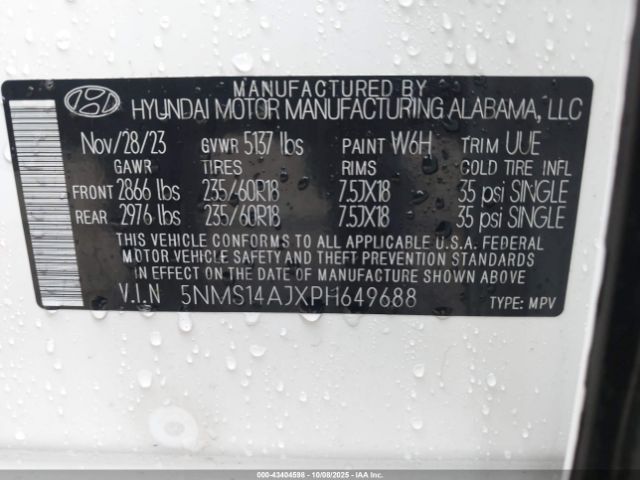 MANUFACTURED BY
HYUNDAI MOTOR MANUFACTURING ALABAMA, LLC
Nov/28/23 GVWR 5137 lbs PAINT W6H TRIM UUE
GAWR TIRES RIMS COLD TIRE INFL
FRONT 2866 lbs 235/60R18 7.5JX18 35 psi SINGLE
REAR 2976 lbs 235/60R18 7.5JX18 35 psi SINGLE
THIS VEHICLE CONFORMS TO ALL APPLICABLE U.S.A. FEDERAL
MOTOR VEHICLE SAFETY AND THEFT PREVENTION STANDARDS
IN EFFECT ON THE DATE OF MANUFACTURE SHOWN ABOVE
V.I.N 5NMS14AJXPH649688 TYPE: MPV
000-43404598 - 10/08/2025 - IAAI.com